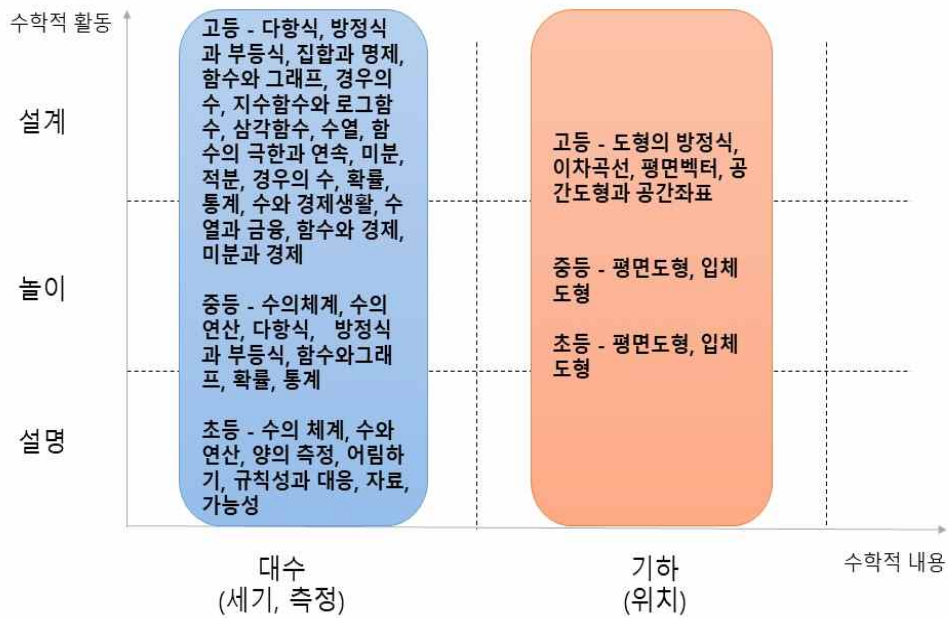 수학적 활동
설계
놀이
설명
고등 - 다항식, 방정식
과 부등식, 집합과 명제,
함수와 그래프, 경우의
수, 지수함수와 로그함
수, 삼각함수, 수열, 함
수의 극한과 연속, 미분,
적분, 경우의 수, 확률,
통계, 수와 경제생활, 수
열과 금융, 함수와 경제,
미분과 경제
중등 - 수의체계, 수의
연산, 다항식, 방정식
과 부등식, 함수와그래
프, 확률, 통계
초등 - 수의 체계, 수와
연산, 양의 측정, 어림하
기, 규칙성과 대응, 자료,
가능성
고등 - 도형의 방정식,
이차곡선, 평면벡터, 공
간도형과 공간좌표
중등 - 평면도형, 입체
도형
초등 - 평면도형, 입체
도형
대수
(세기, 측정)
기하
(위치)
수학적 내용